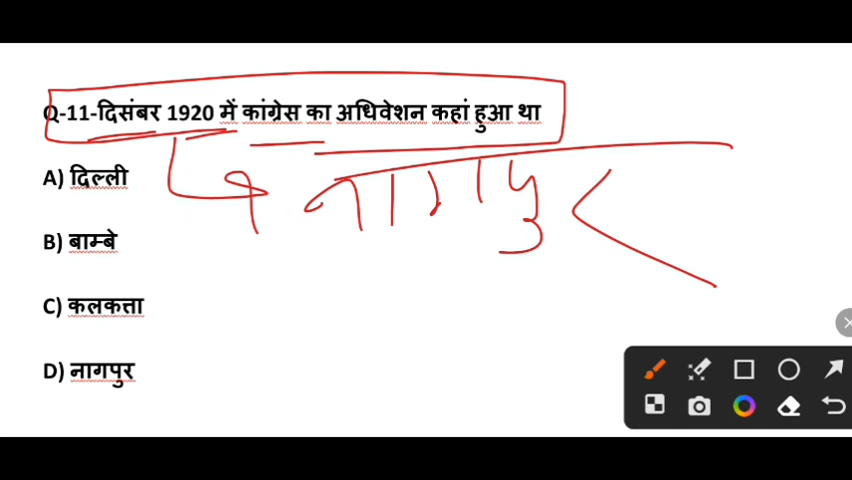 Q-11-दिसंबर 1920 में कांग्रेस का अधिवेशन कहां हुआ था
A) दिल्ली
नागपुर
B) बाम्बे
C) कलकत्ता
D) नागपुर